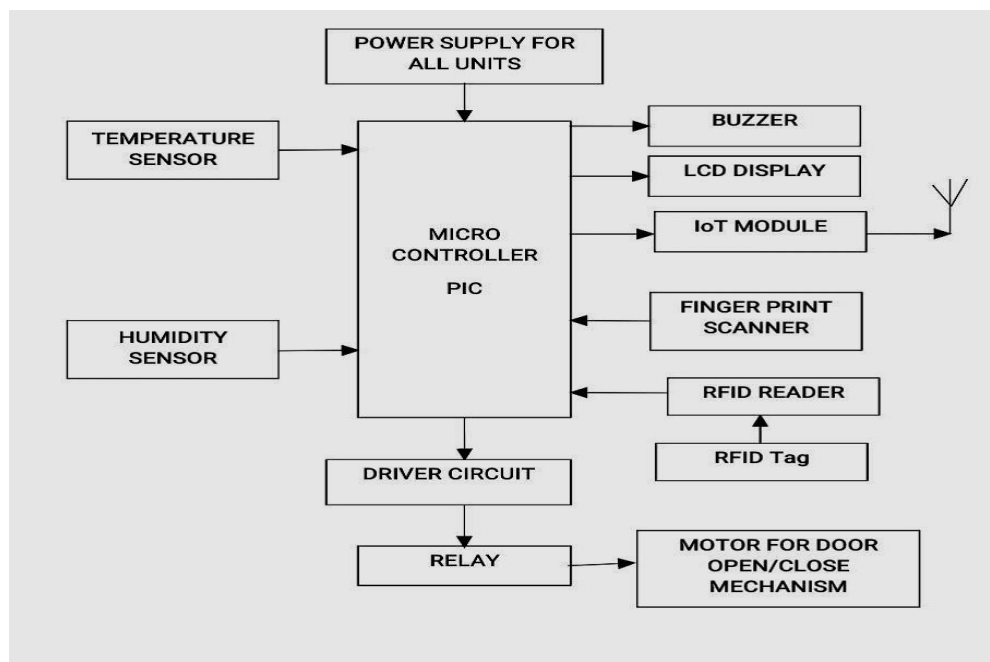 POWER SUPPLY FOR
ALL UNITS
TEMPERATURE
SENSOR
HUMIDITY
SENSOR
MICRO
CONTROLLER
PIC
BUZZER
LCD DISPLAY
IoT MODULE
FINGER PRINT
SCANNER
RFID READER
RFID Tag
DRIVER CIRCUIT
RELAY
MOTOR FOR DOOR
OPEN/CLOSE
MECHANISM